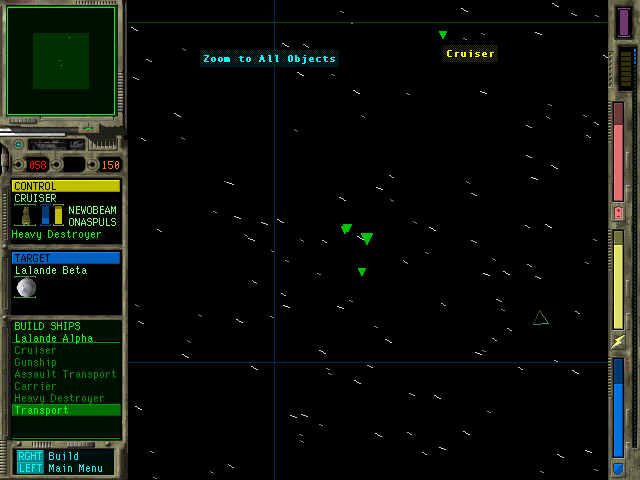 Zoom to All Objects
Cruiser
058
150
CONTROL
CRUISER
NEWOBEAM
ONASPULS
Heavy Destroyer
TARGET
Lalande Beta
BUILD SHIPS
Lalande Alpha
Cruiser
Gunship
Assault Transport
Carrier
Heavy Destroyer
Transport
RGHT Build
LEFT Main Menu